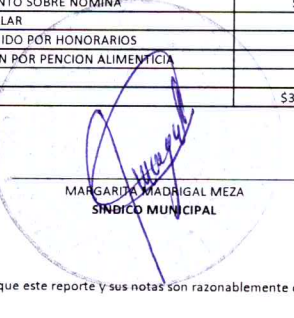 NTO SOBRE NOMINA
LAR
IDO POR HONORARIOS
N POR PENCION ALIMENTICIA
$3
MARGARITA MADRIGAL MEZA
SINDICO MUNICIPAL
que este reporte y sus notas son razonablemente